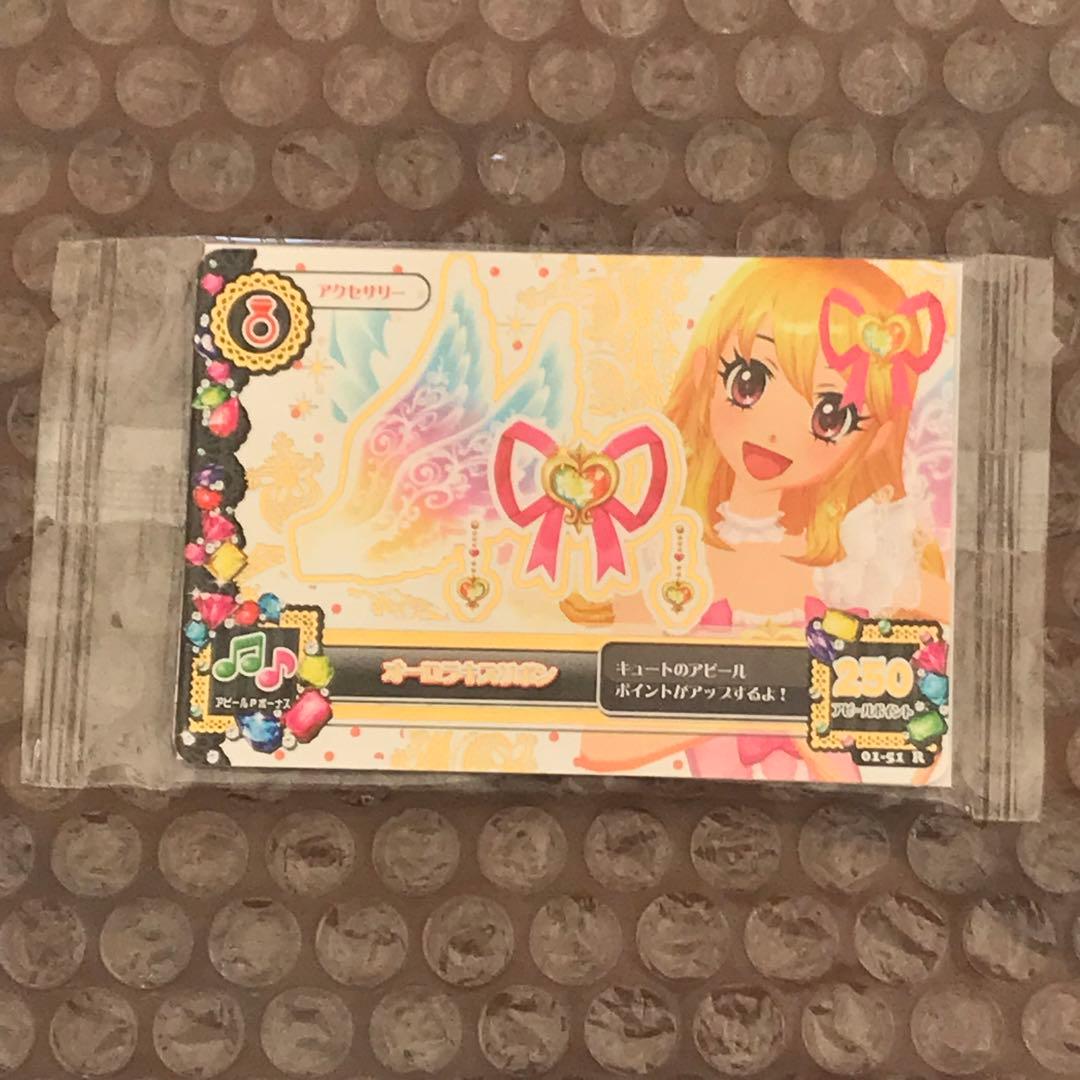 アクセサリー
オーロラキスリボン
キュートのアピール
ポイントがアップするよ!
アピールPボーナス
250
アピールポイント
01-51 R